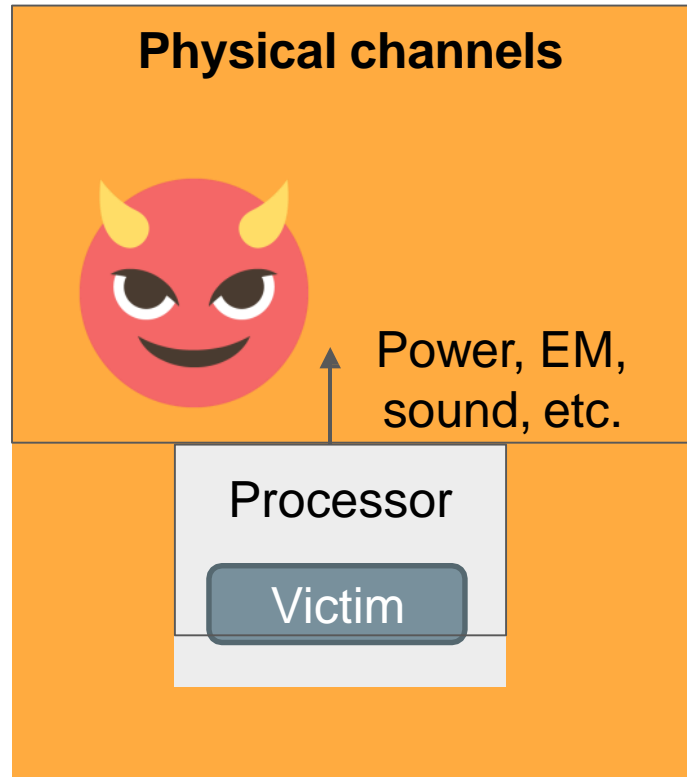 Physical channels
Power, EM,
sound, etc.
Processor
Victim